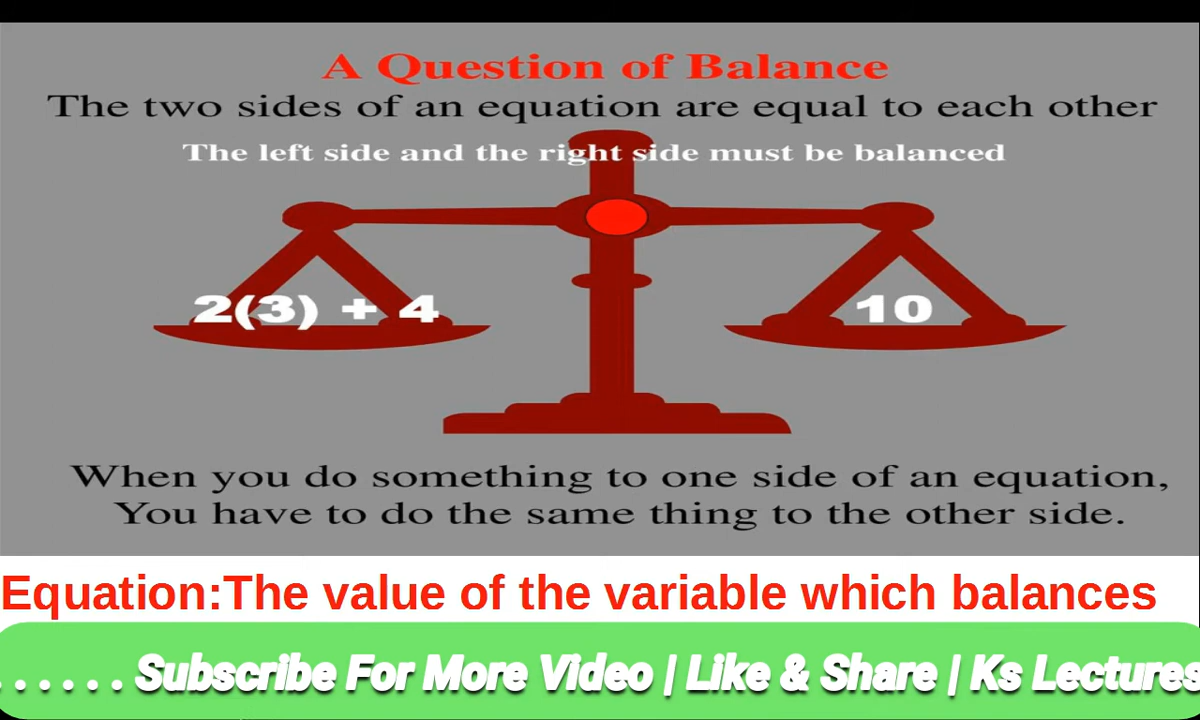 A Question of Balance
The two sides of an equation are equal to each other
The left side and the right side must be balanced
2(3) + 4
10
When you do something to one side of an equation,
You have to do the same thing to the other side.
Equation:The value of the variable which balances
. . . . . . Subscribe For More Video | Like & Share | Ks Lectures